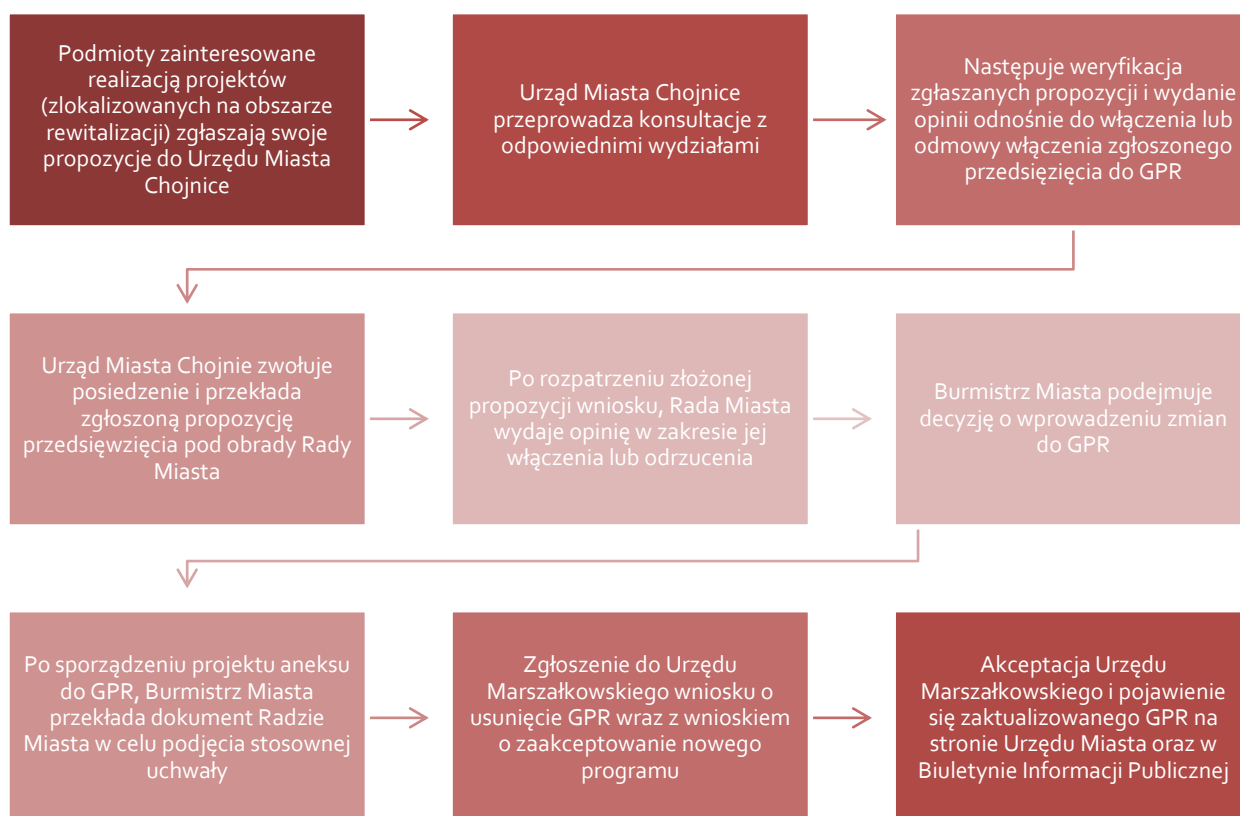 Podmioty zainteresowane
realizacją projektów
(zlokalizowanych na obszarze
rewitalizacji) zgłaszają swoje
propozycje do Urzędu Miasta
Chojnice
Urząd Miasta Chojnice
przeprowadza konsultacje z
odpowiednimi wydziałami
Następuje weryfikacja
zgłaszanych propozycji i wydanie
opinii odnośnie do włączenia lub
odmowy włączenia zgłoszonego
przedsięzięcia do GPR
Urząd Miasta Chojnie zwołuje
posiedzenie i przekłada
zgłoszoną propozycję
przedsięwzięcia pod obrady Rady
Miasta
Po rozpatrzeniu złożonej
propozycji wniosku, Rada Miasta
wydaje opinię w zakresie jej
włączenia lub odrzucenia
Burmistrz Miasta podejmuje
decyzję o wprowadzeniu zmian
do GPR
Po sporządzeniu projektu aneksu
do GPR, Burmistrz Miasta
przekłada dokument Radzie
Miasta w celu podjęcia stosownej
uchwały
Zgłoszenie do Urzędu
Marszałkowskiego wniosku o
usunięcie GPR wraz z wnioskiem
o zaakceptowanie nowego
programu
Akceptacja Urzędu
Marszałkowskiego i pojawienie
się zaktualizowanego GPR na
stronie Urzędu Miasta oraz w
Biuletynie Informacji Publicznej